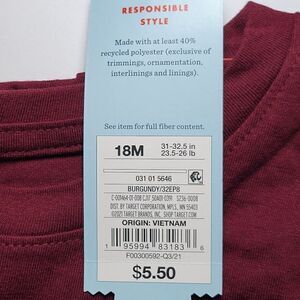 RESPONSIBLE
STYLE
Made with at least 40%
recycled polyester (exclusive of
trimmings, ornamentation,
interlinings and linings).
See item for full fiber content.
18M
31-32.5 in
23.5-26 lb
031 01 5646
BURGUNDY/32EP8
DIST. BY TARGET CORPORATION, MPLS., MN 55403
©2021 TARGET BRANDS, INC. SHOP TARGET.COM
ORIGIN: VIETNAM
1 95994 83183 6
F00300592-Q3/21
$5.50